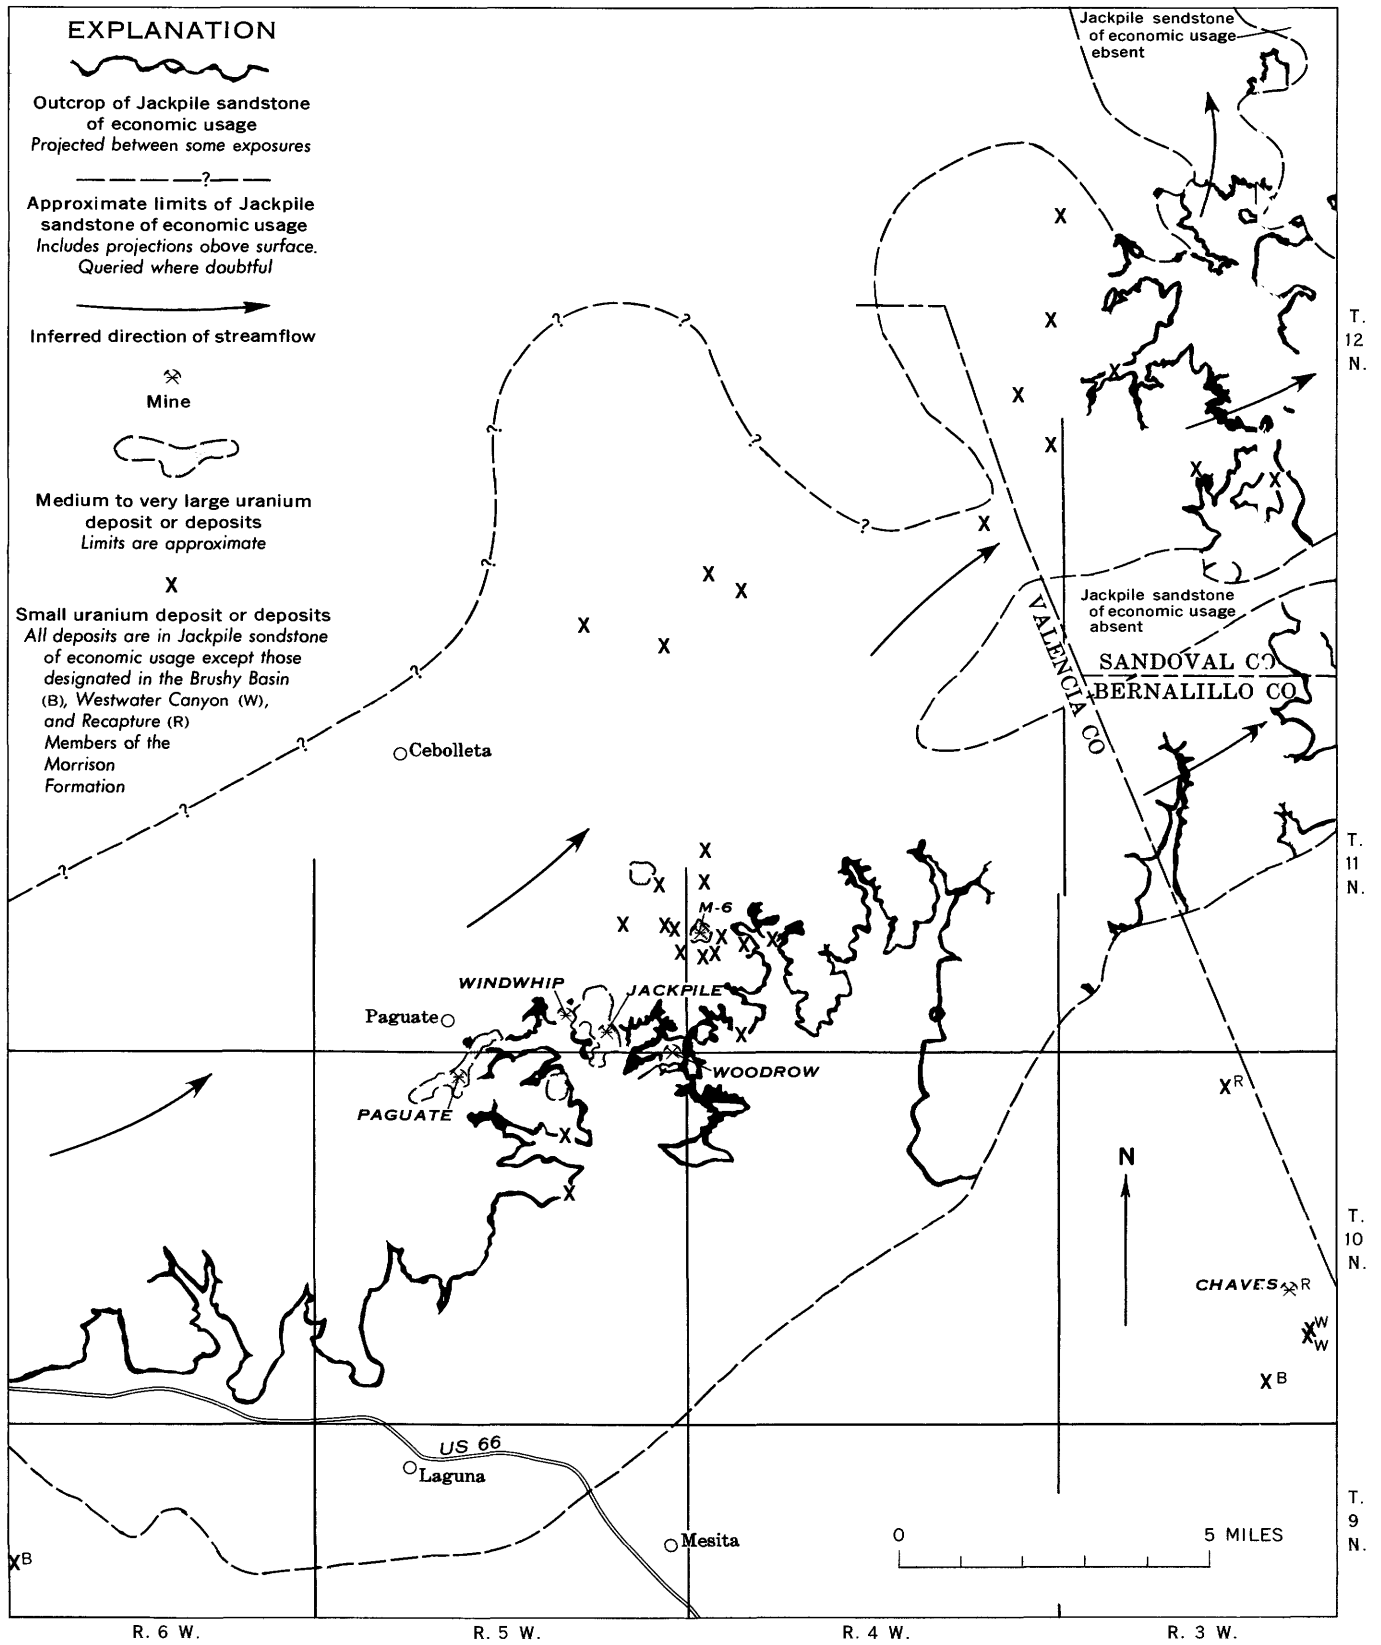 EXPLANATION
Outcrop of Jackpile sandstone
of economic usage
Projected between some exposures
?
Approximate limits of Jackpile
sandstone of economic usage
Includes projections above surface.
Queried where doubtful
Inferred direction of streamflow
Mine
Medium to very large uranium
deposit or deposits
Limits are approximate
X
Small uranium deposit or deposits
All deposits are in Jackpile sondstone
of economic usage except those
designated in the Brushy Basin
(B), Westwater Canyon (W),
and Recapture (R)
Members of the
Morrison
Formation
Jackpile sendstone
of economic usage
ebsent
X
X
X
X
X
X
X
X
? ?
?
?
?
?
?
?
?
?
T.
12
N.
X
X
X
X
X
Jackpile sandstone
of economic usage
absent
VALENCIA CO
SANDOVAL CO
BERNALILLO CO
Cebolleta
T.
11
N.
X
X
X
X
X
X
M-6
X
X
X
X
X
X
X
WINDWHIP
JACKPILE
Paguate
X
WOODROW
PAGUATE
X
X
X R
N
T.
10
N.
CHAVES R
X W
X W
X B
US 66
Laguna
Mesita
X B
0 5 MILES
T.
9
N.
R. 6 W. R. 5 W. R. 4 W. R. 3 W.